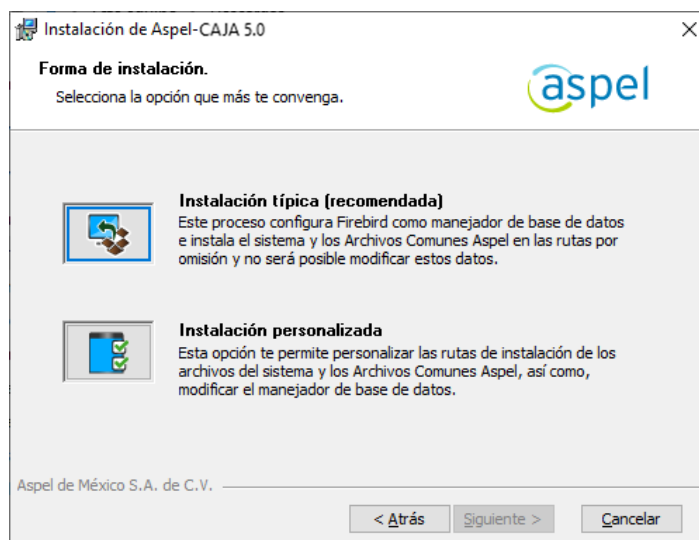 Instalación de Aspel-CAJA 5.0
Forma de instalación.
Selecciona la opción que más te convenga.
aspel
Instalación típica (recomendada)
Este proceso configura Firebird como manejador de base de datos
e instala el sistema y los Archivos Comunes Aspel en las rutas por
omisión y no será posible modificar estos datos.
Instalación personalizada
Esta opción te permite personalizar las rutas de instalación de los
archivos del sistema y los Archivos Comunes Aspel, así como,
modificar el manejador de base de datos.
Aspel de México S.A. de C.V.
< Atrás
Siguiente >
Cancelar